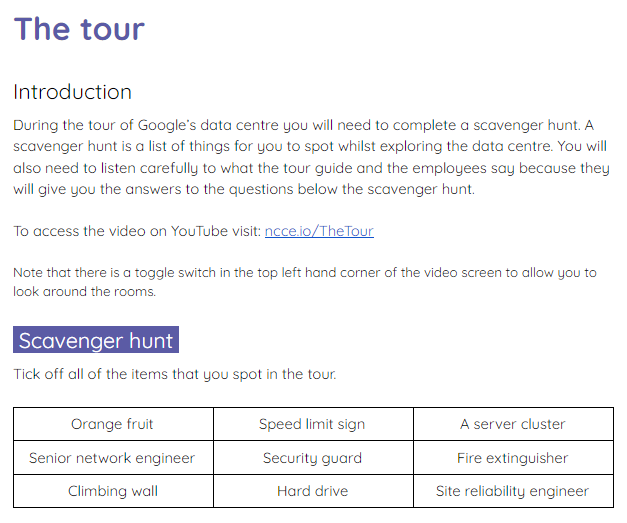 The tour
Introduction
During the tour of Google's data centre you will need to complete a scavenger hunt. A
scavenger hunt is a list of things for you to spot whilst exploring the data centre. You will
also need to listen carefully to what the tour guide and the employees say because they
will give you the answers to the questions below the scavenger hunt.
To access the video on YouTube visit: ncce.io/TheTour
Note that there is a toggle switch in the top left hand corner of the video screen to allow you to
look around the rooms.
Scavenger hunt
Tick off all of the items that you spot in the tour.
Orange fruit Speed limit sign A server cluster
Senior network engineer Security guard Fire extinguisher
Climbing wall Hard drive Site reliability engineer